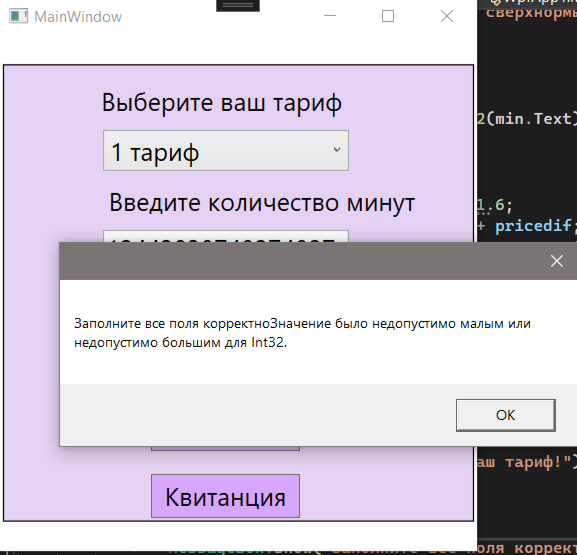 MainWindow
сверхнормы
Выберите ваш тариф
2(min.Text)
1 тариф
Введите количество минут
1.6;
+ pricedif;
Заполните все поля корректноЗначение было недопустимо малым или
недопустимо большим для Int32.
OK
аш тариф!")
Квитанция